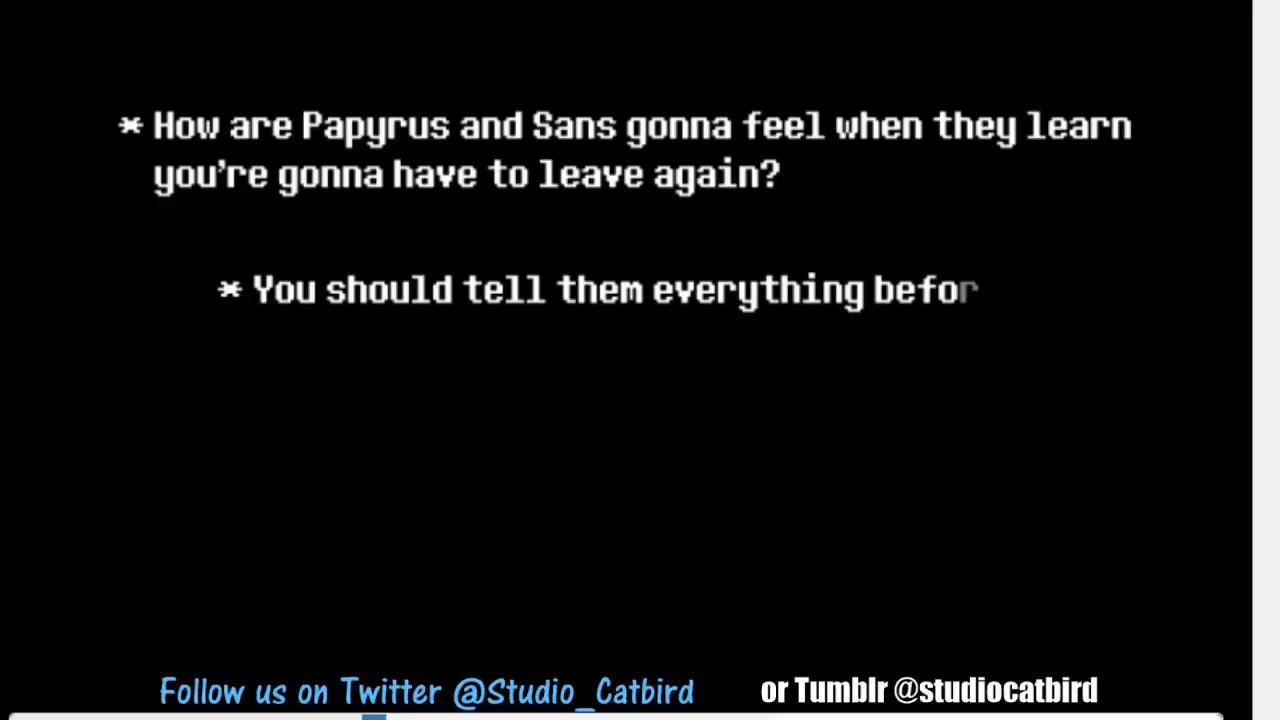 * How are Papyrus and Sans gonna feel when they learn
you're gonna have to leave again?
* You should tell them everything befor
Follow us on Twitter @Studio_Catbird or Tumblr @studiocatbird